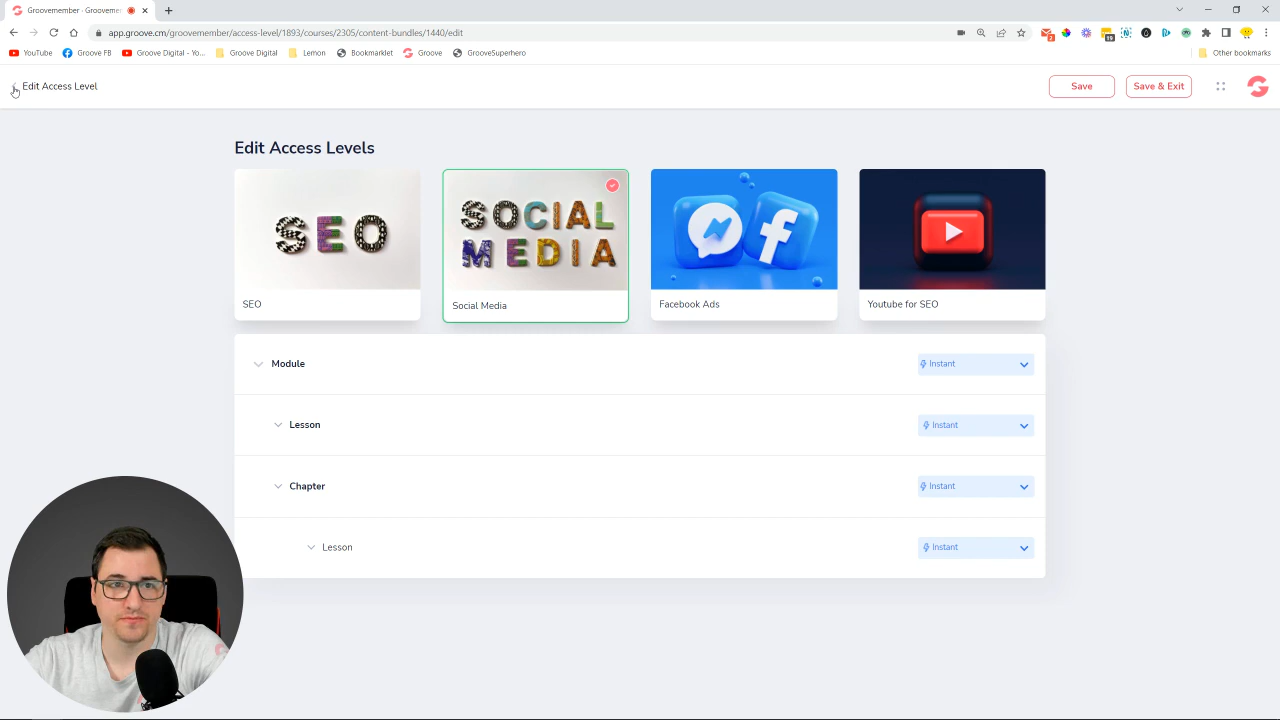 Groovemember - Groovemem
app.groove.cm/groovemember/access-level/1893/courses/2305/content-bundles/1440/edit
YouTube
Groove FB
Groove Digital - Yo...
Groove Digital
Lemon
Bookmarklet
Groove
GrooveSuperhero
Other bookmarks
Edit Access Level
Save
Save & Exit
Edit Access Levels
SEO
SOCIAL
MEDIA
SEO
Social Media
Facebook Ads
Youtube for SEO
Module
Instant
Lesson
Instant
Chapter
Instant
Lesson
Instant